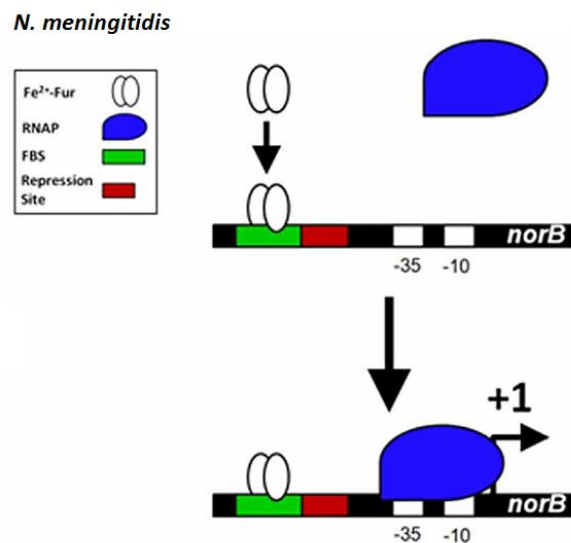 N. meningitidis
Fe²⁺-Fur
RNAP
FBS
Repression
Site
norB
-35 -10
+1
norB
-35 -10